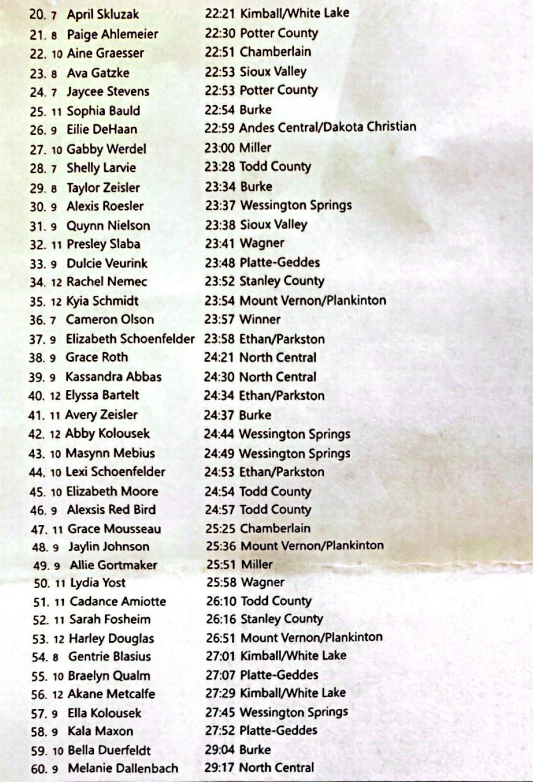 20. 7 April Skluzak 22:21 Kimball/White Lake
21. 8 Paige Ahlemeier 22:30 Potter County
22. 10 Aine Graesser 22:51 Chamberlain
23. 8 Ava Gatzke 22:53 Sioux Valley
24. 7 Jaycee Stevens 22:53 Potter County
25. 11 Sophia Bauld 22:54 Burke
26. 9 Eilie DeHaan 22:59 Andes Central/Dakota Christian
27. 10 Gabby Werdel 23:00 Miller
28. 7 Shelly Larvie 23:28 Todd County
29. 8 Taylor Zeisler 23:34 Burke
30. 9 Alexis Roesler 23:37 Wessington Springs
31. 9 Quynn Nielson 23:38 Sioux Valley
32. 11 Presley Slaba 23:41 Wagner
33. 9 Dulcie Veurink 23:48 Platte-Geddes
34. 12 Rachel Nemec 23:52 Stanley County
35. 12 Kyia Schmidt 23:54 Mount Vernon/Plankinton
36. 7 Cameron Olson 23:57 Winner
37. 9 Elizabeth Schoenfelder 23:58 Ethan/Parkston
38. 9 Grace Roth 24:21 North Central
39. 9 Kassandra Abbas 24:30 North Central
40. 12 Elyssa Bartelt 24:34 Ethan/Parkston
41. 11 Avery Zeisler 24:37 Burke
42. 12 Abby Kolousek 24:44 Wessington Springs
43. 10 Masynn Mebius 24:49 Wessington Springs
44. 10 Lexi Schoenfelder 24:53 Ethan/Parkston
45. 10 Elizabeth Moore 24:54 Todd County
46. 9 Alexsis Red Bird 24:57 Todd County
47. 11 Grace Mousseau 25:25 Chamberlain
48. 9 Jaylin Johnson 25:36 Mount Vernon/Plankinton
49. 9 Allie Gortmaker 25:51 Miller
50. 11 Lydia Yost 25:58 Wagner
51. 11 Cadance Amiotte 26:10 Todd County
52. 11 Sarah Fosheim 26:16 Stanley County
53. 12 Harley Douglas 26:51 Mount Vernon/Plankinton
54. 8 Gentrie Blasius 27:01 Kimball/White Lake
55. 10 Braelyn Qualm 27:07 Platte-Geddes
56. 12 Akane Metcalfe 27:29 Kimball/White Lake
57. 9 Ella Kolousek 27:45 Wessington Springs
58. 9 Kala Maxon 27:52 Platte-Geddes
59. 10 Bella Duerfeldt 29:04 Burke
60. 9 Melanie Dallenbach 29:17 North Central